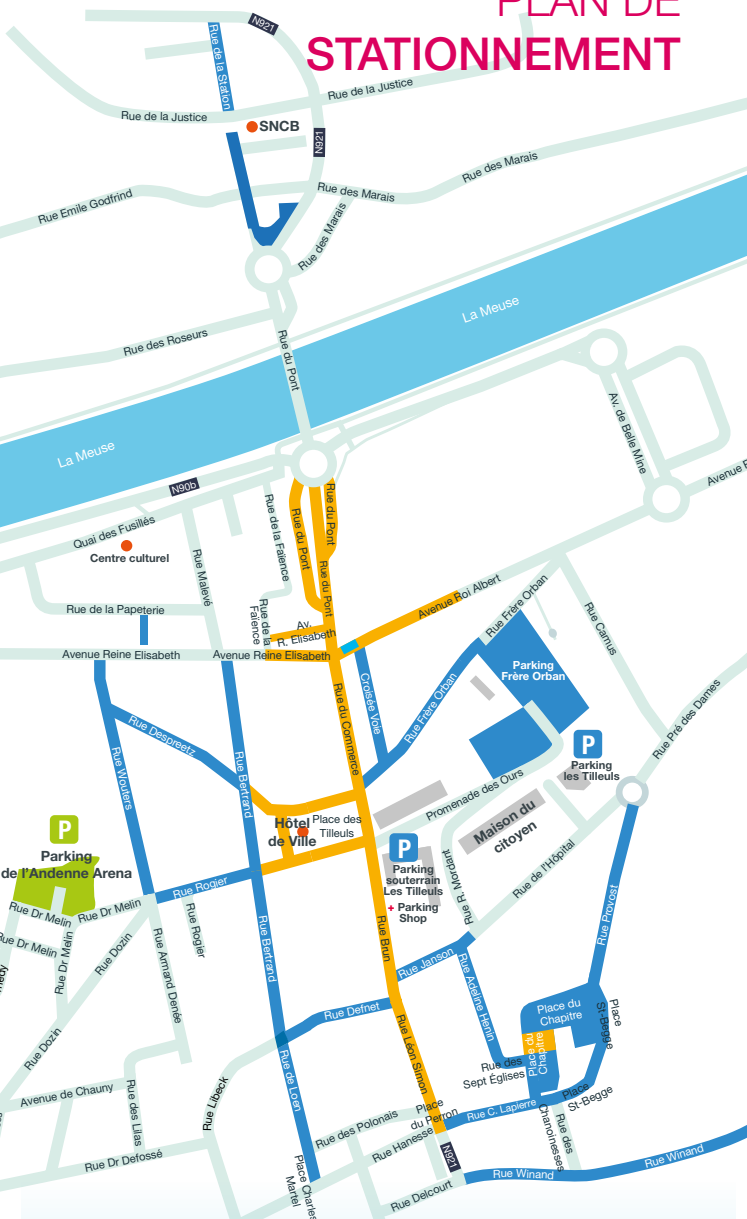 PLAN DE
STATIONNEMENT
N921
Rue de la Station
Rue de la Justice
Rue de la Justice
SNCB
N921
Rue des Marais
Rue des Marais
Rue Emile Godfrind
Rue des Marais
La Meuse
Rue des Roseurs
Rue du Pont
Av. de Belle Mine
La Meuse
N90b
Avenue R
Quai des Fusillés
Centre culturel
Rue Malevé
Rue de la Faïence
Rue du Pont
Rue du Pont
Rue du Pont
Rue de la Papeterie
Rue de la
Faïence
Av.
R. Elisabeth
Avenue Roi Albert
Rue Frère Orban
Rue Camus
Avenue Reine Elisabeth
Avenue Reine Elisabeth
Parking
Frère Orban
Croisée Voie
Rue Frère Orban
Rue du Commerce
Rue Despreetz
Rue Wouters
Rue Bertrand
Rue Pré des Dames
P
Parking
les Tilleuls
Promenade des Ours
Maison du
citoyen
Hôtel
de Ville
Place des
Tilleuls
P
Parking
de l'Andenne Arena
P
Parking
souterrain
Les Tilleuls
+ Parking
Shop
Rue R. Mordant
Rue de l'Hôpital
Rue Rogier
Rue Dr Melin
Rue Dr Melin
Rue Dr Melin
Rue Dr Melin
Rue Dozin
Rue Rogier
Rue Armand Denée
Rue Bertrand
Rue Brun
Rue Janson
Rue Adeline Henin
Rue Provost
Rue Dozin
Rue Defnet
Place du
Chapitre
Place
St-Begge
Rue Léon Simon
Place du
Chapitre
Rue des
Sept Églises
Rue de Loen
Avenue de Chauny
Rue des Lilas
Rue Libeck
Place
du Perron
Rue C. Lapierre
Place
St-Begge
Rue des
Chanoinesses
Rue des Polonais
Rue Hanesse
N921
Rue Dr Defossé
Place Charles
Martel
Rue Delcourt
Rue Winand
Rue Winand